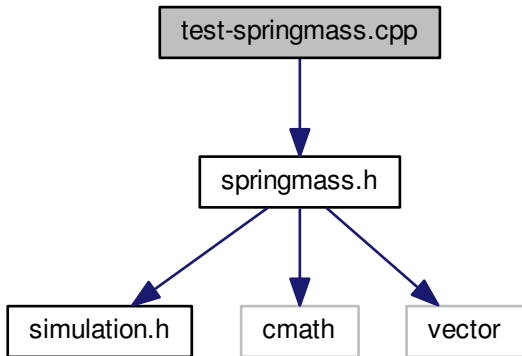 test-springmass.cpp
springmass.h
simulation.h
cmath
vector